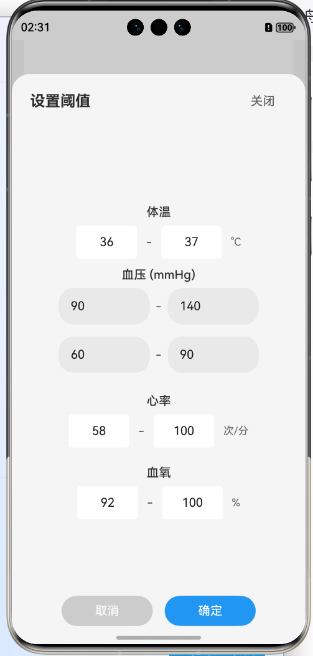 02:31
100
设置阈值 关闭
体温
36 - 37 ℃
血压 (mmHg)
90 - 140
60 - 90
心率
58 - 100 次/分
血氧
92 - 100 %
取消 确定